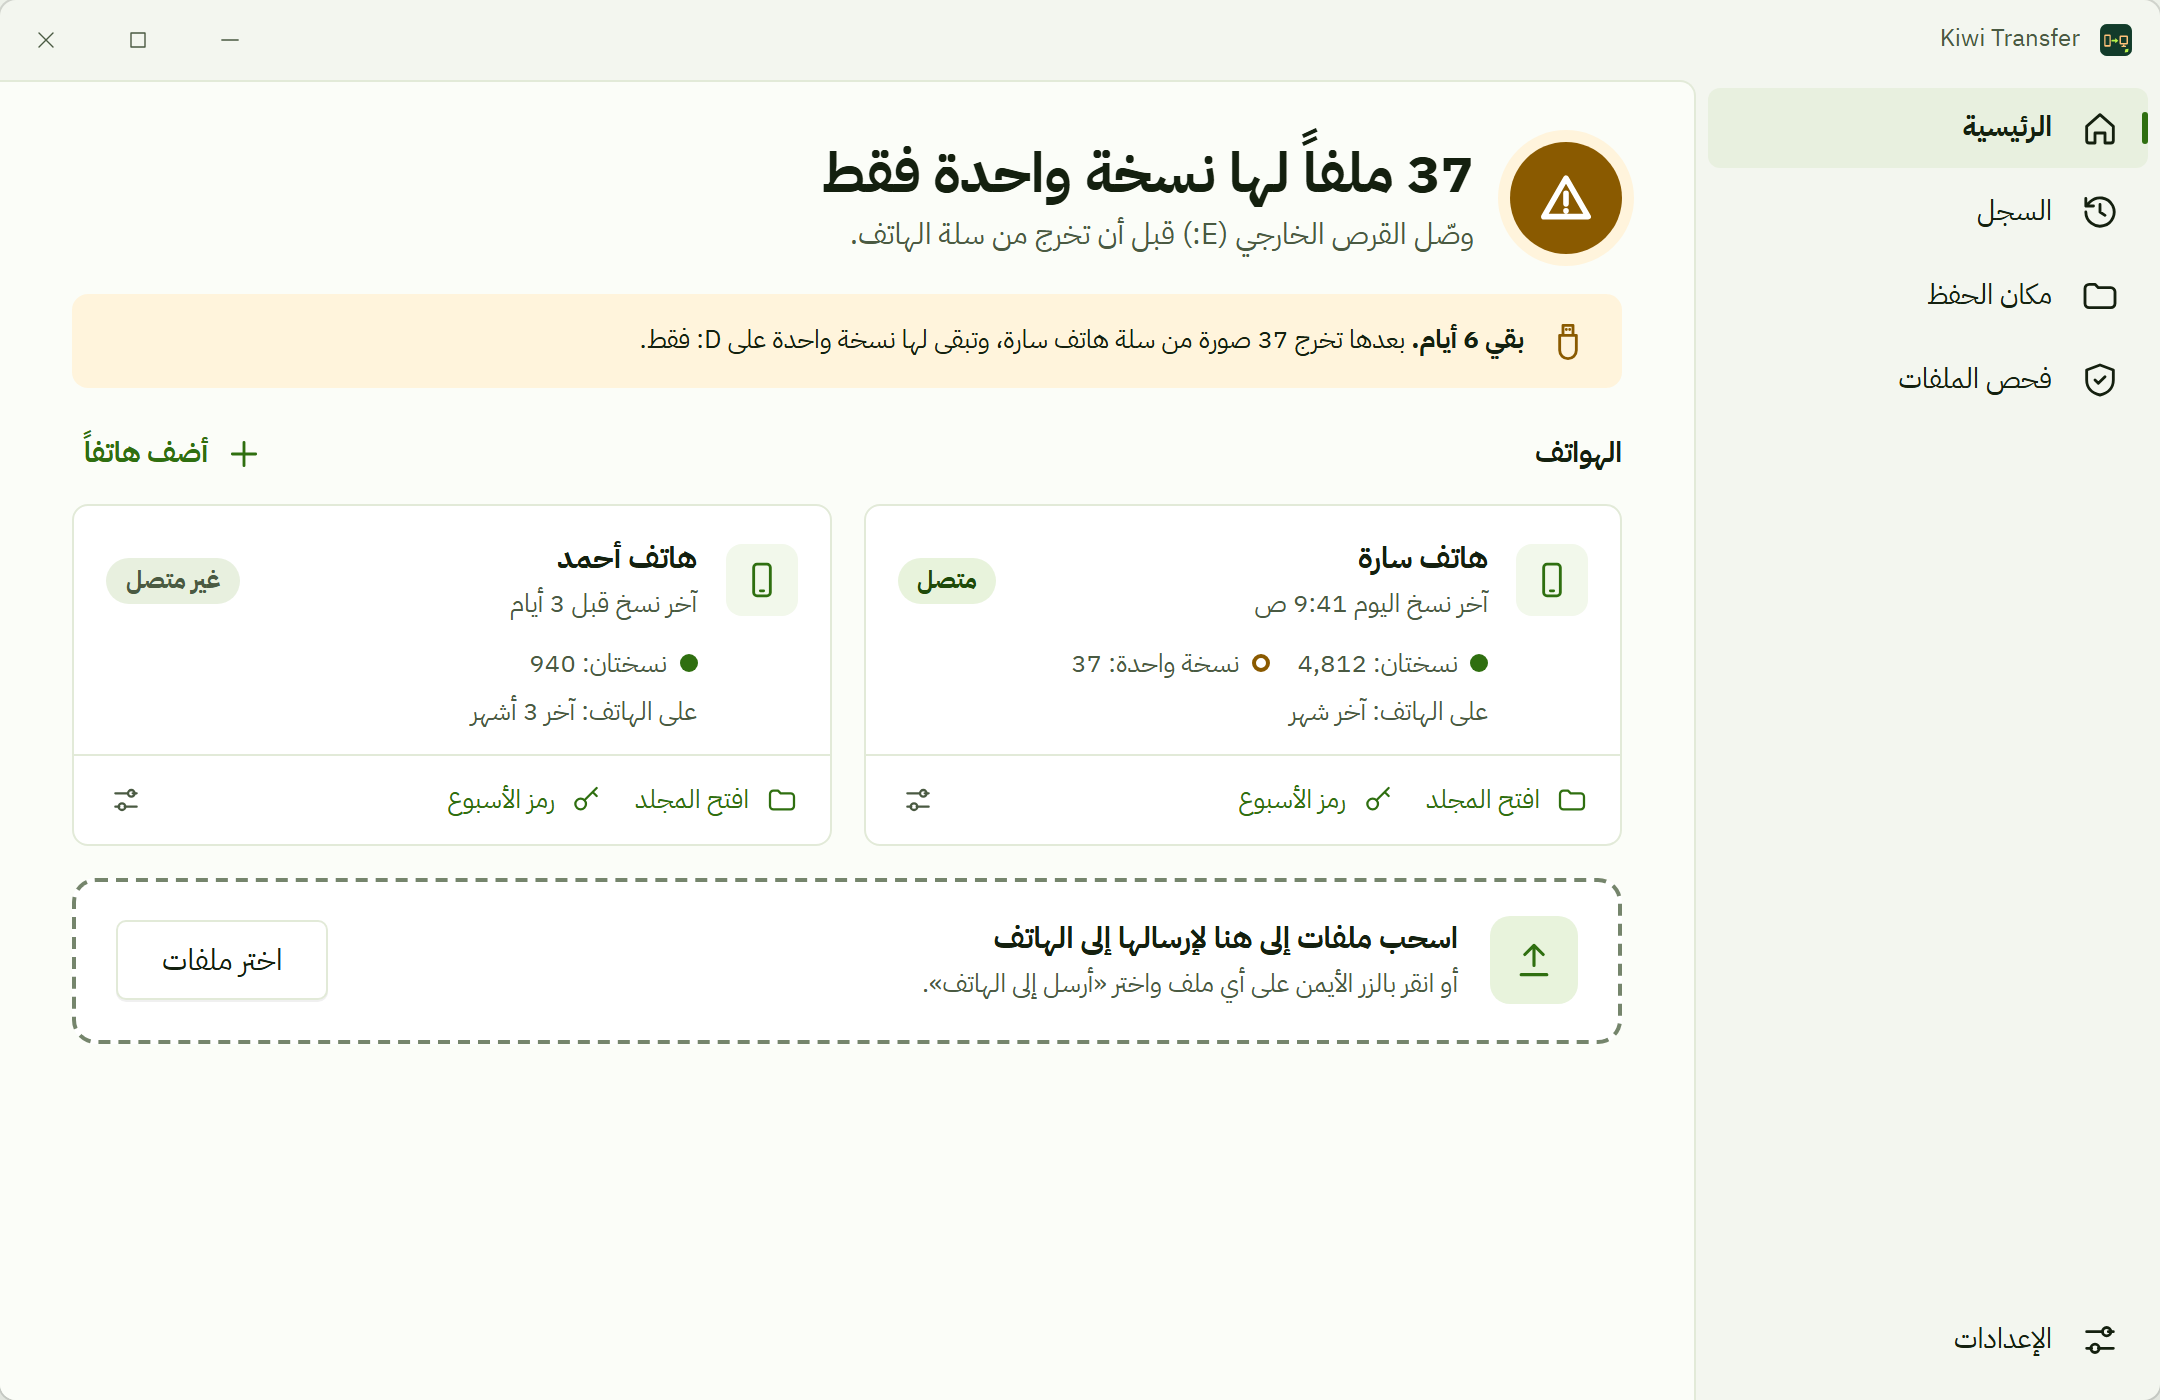 Kiwi Transfer
الرئيسية
السجل
مكان الحفظ
فحص الملفات
الإعدادات
37 ملفاً لها نسخة واحدة فقط
وصّل القرص الخارجي (E:) قبل أن تخرج من سلة الهاتف.
بقي 6 أيام. بعدها تخرج 37 صورة من سلة هاتف سارة، وتبقى لها نسخة واحدة على D: فقط.
الهواتف
أضف هاتفاً
هاتف سارة
متصل
آخر نسخ اليوم 9:41 ص
نسختان: 4,812 نسخة واحدة: 37
على الهاتف: آخر شهر
افتح المجلد رمز الأسبوع
هاتف أحمد
غير متصل
آخر نسخ قبل 3 أيام
نسختان: 940
على الهاتف: آخر 3 أشهر
افتح المجلد رمز الأسبوع
اسحب ملفات إلى هنا لإرسالها إلى الهاتف
أو انقر بالزر الأيمن على أي ملف واختر «أرسل إلى الهاتف».
اختر ملفات